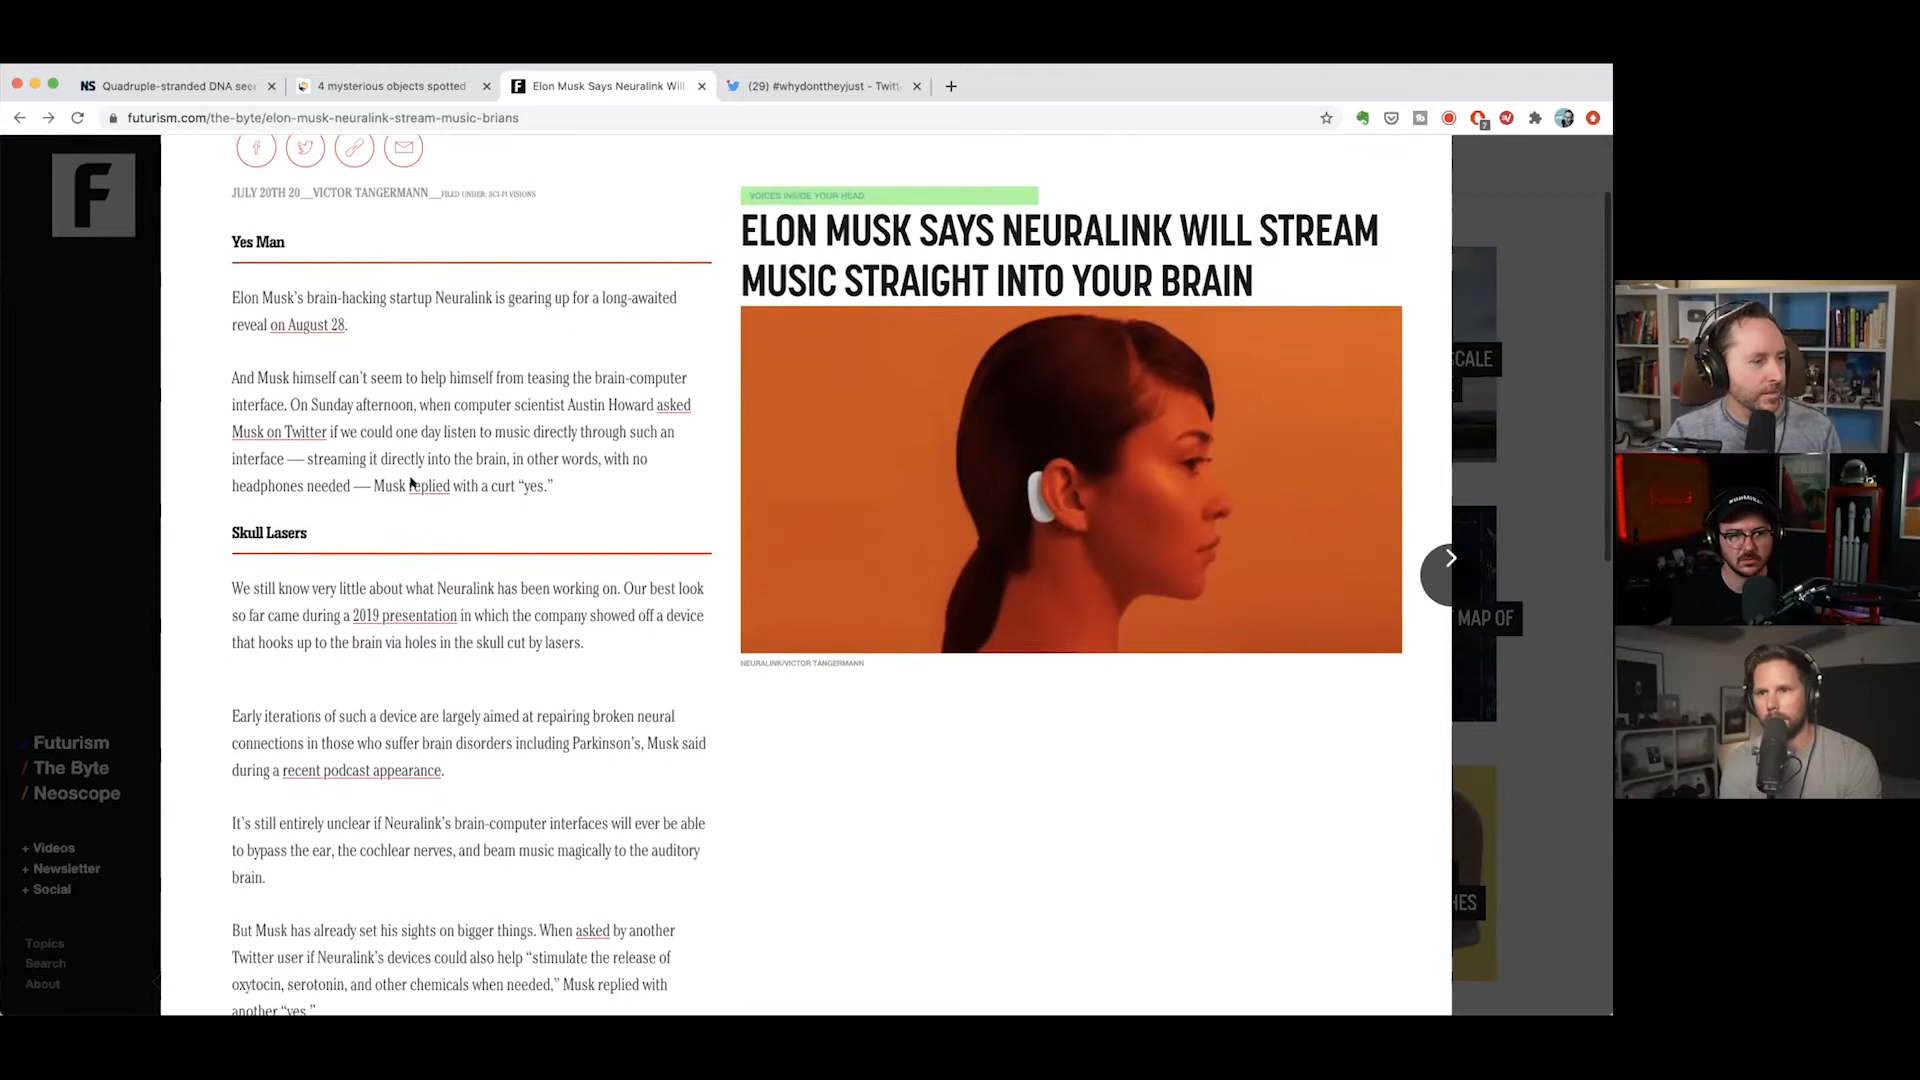 NS Quadruple-stranded DNA see
4 mysterious objects spotted
F Elon Musk Says Neuralink Will
(29) #whydonttheyjust - Twitt
futurism.com/the-byte/elon-musk-neuralink-stream-music-brians
7
F
JULY 20TH 20__VICTOR TANGERMANN__FILED UNDER: SCI-FI VISIONS
Yes Man
Elon Musk’s brain-hacking startup Neuralink is gearing up for a long-awaited
reveal on August 28.
And Musk himself can’t seem to help himself from teasing the brain-computer
interface. On Sunday afternoon, when computer scientist Austin Howard asked
Musk on Twitter if we could one day listen to music directly through such an
interface — streaming it directly into the brain, in other words, with no
headphones needed — Musk replied with a curt “yes.”
Skull Lasers
We still know very little about what Neuralink has been working on. Our best look
so far came during a 2019 presentation in which the company showed off a device
that hooks up to the brain via holes in the skull cut by lasers.
Early iterations of such a device are largely aimed at repairing broken neural
connections in those who suffer brain disorders including Parkinson’s, Musk said
during a recent podcast appearance.
It’s still entirely unclear if Neuralink’s brain-computer interfaces will ever be able
to bypass the ear, the cochlear nerves, and beam music magically to the auditory
brain.
But Musk has already set his sights on bigger things. When asked by another
Twitter user if Neuralink’s devices could also help “stimulate the release of
oxytocin, serotonin, and other chemicals when needed,” Musk replied with
another “yes.”
VOICES INSIDE YOUR HEAD
ELON MUSK SAYS NEURALINK WILL STREAM
MUSIC STRAIGHT INTO YOUR BRAIN
NEURALINK/VICTOR TANGERMANN
/ Futurism
/ The Byte
/ Neoscope
+ Videos
+ Newsletter
+ Social
Topics
Search
About
SCALE
MAP OF
HES